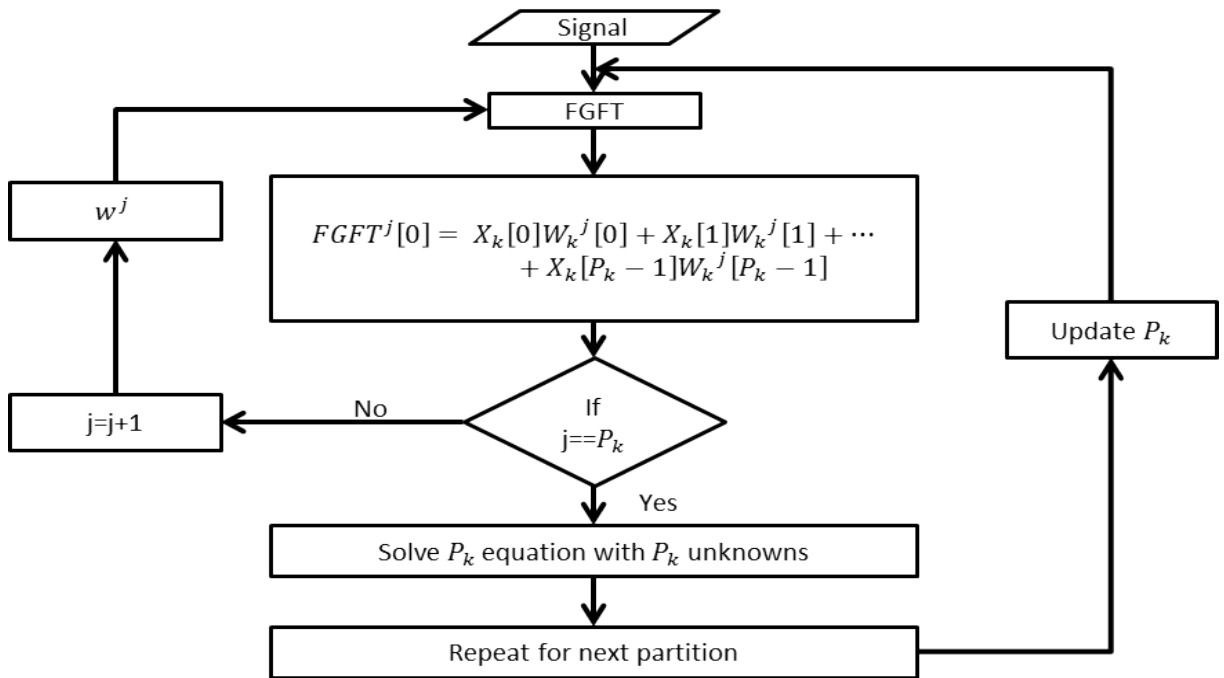 Signal
FGFT
w^j
FGFT^j[0] = X_k[0]W_k^j[0] + X_k[1]W_k^j[1] + ⋯
+ X_k[P_k − 1]W_k^j[P_k − 1]
Update P_k
j=j+1
No
If
j==P_k
Yes
Solve P_k equation with P_k unknowns
Repeat for next partition